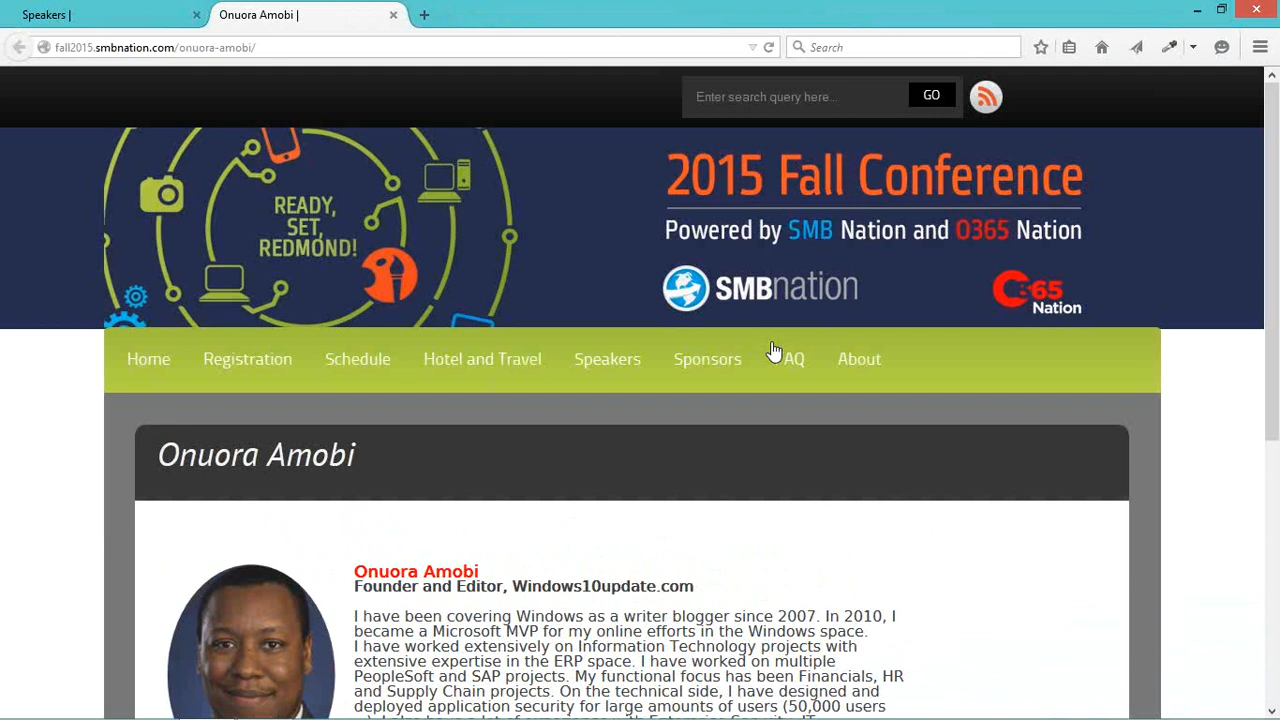 Speakers |
Onuora Amobi |
fall2015.smbnation.com/onuora-amobi/
Search
Enter search query here...
GO
READY,
SET,
REDMOND!
2015 Fall Conference
Powered by SMB Nation and O365 Nation
SMBnation
365
Nation
Home Registration Schedule Hotel and Travel Speakers Sponsors AQ About
Onuora Amobi
Onuora Amobi
Founder and Editor, Windows10update.com
I have been covering Windows as a writer blogger since 2007. In 2010, I
became a Microsoft MVP for my online efforts in the Windows space.
I have worked extensively on Information Technology projects with
extensive expertise in the ERP space. I have worked on multiple
PeopleSoft and SAP projects. My functional focus has been Financials, HR
and Supply Chain projects. On the technical side, I have designed and
deployed application security for large amounts of users (50,000 users